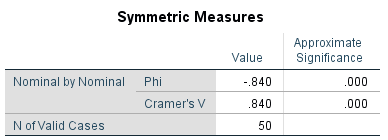 Symmetric Measures
Value Approximate Significance
Nominal by Nominal Phi -.840 .000
Cramer's V .840 .000
N of Valid Cases 50